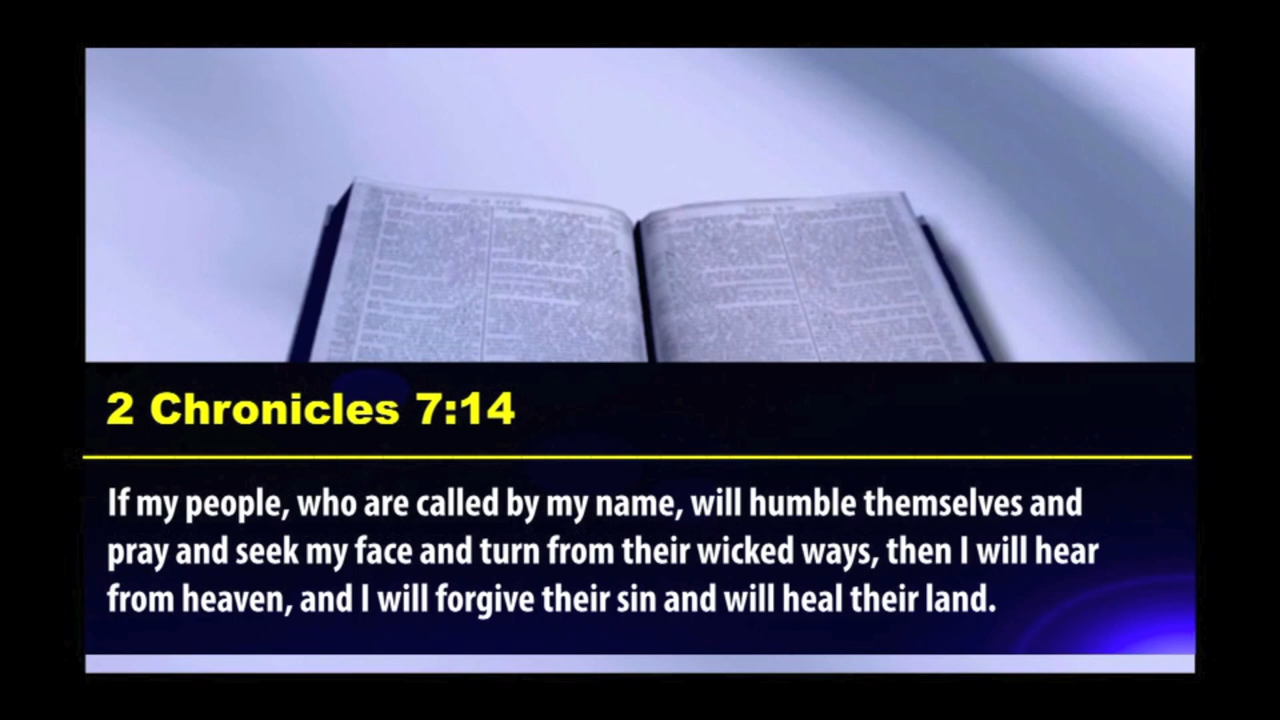 2 Chronicles 7:14
If my people, who are called by my name, will humble themselves and
pray and seek my face and turn from their wicked ways, then I will hear
from heaven, and I will forgive their sin and will heal their land.